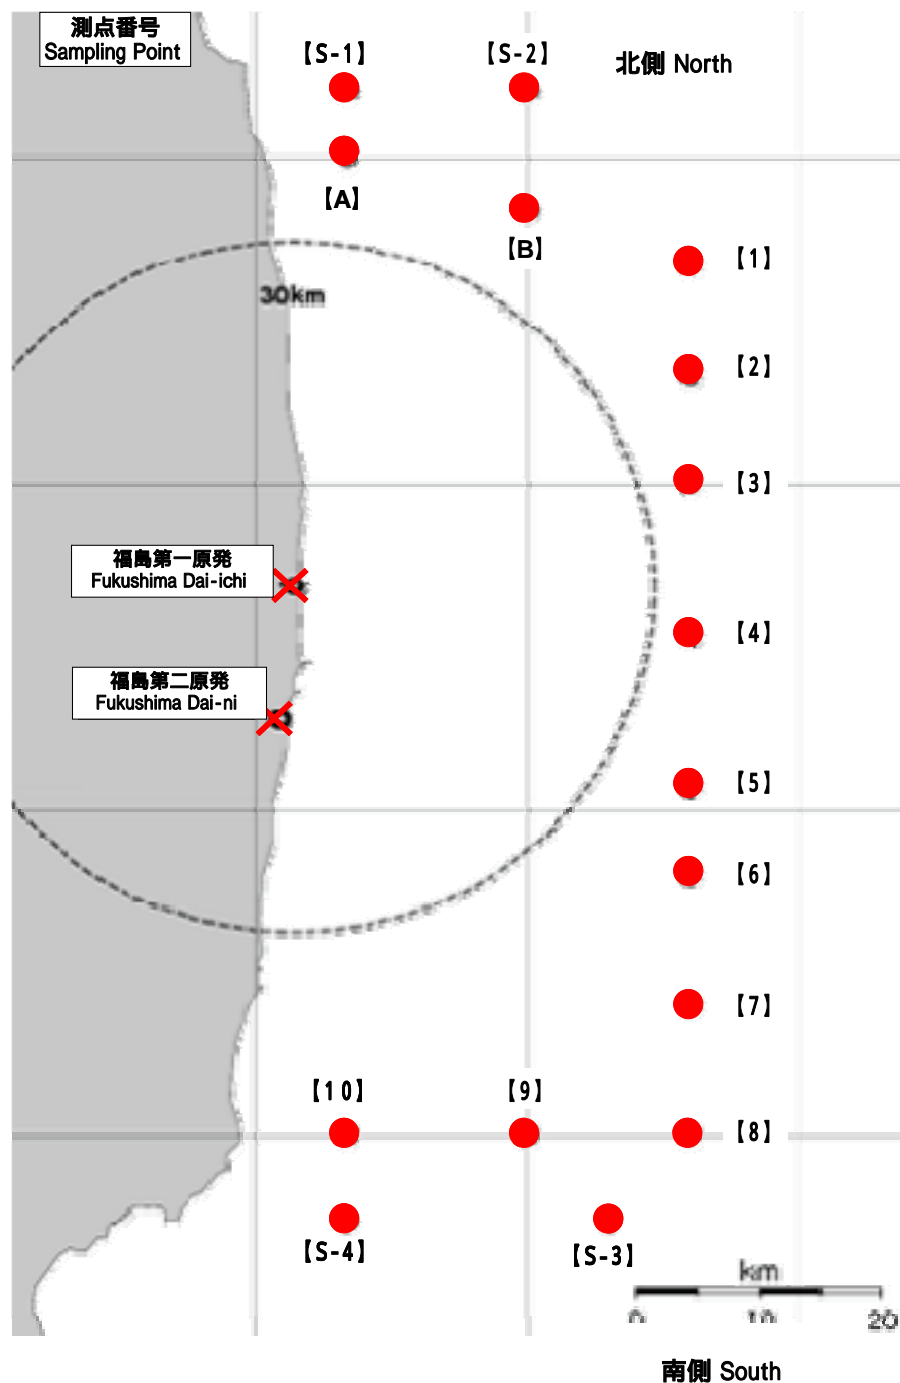 測点番号
Sampling Point
【S-1】
【S-2】
北側 North
【A】
【B】
【1】
30km
【2】
【3】
福島第一原発
Fukushima Dai-ichi
【4】
福島第二原発
Fukushima Dai-ni
【5】
【6】
【7】
【10】
【9】
【8】
【S-4】
【S-3】
km
0 10 20
南側 South